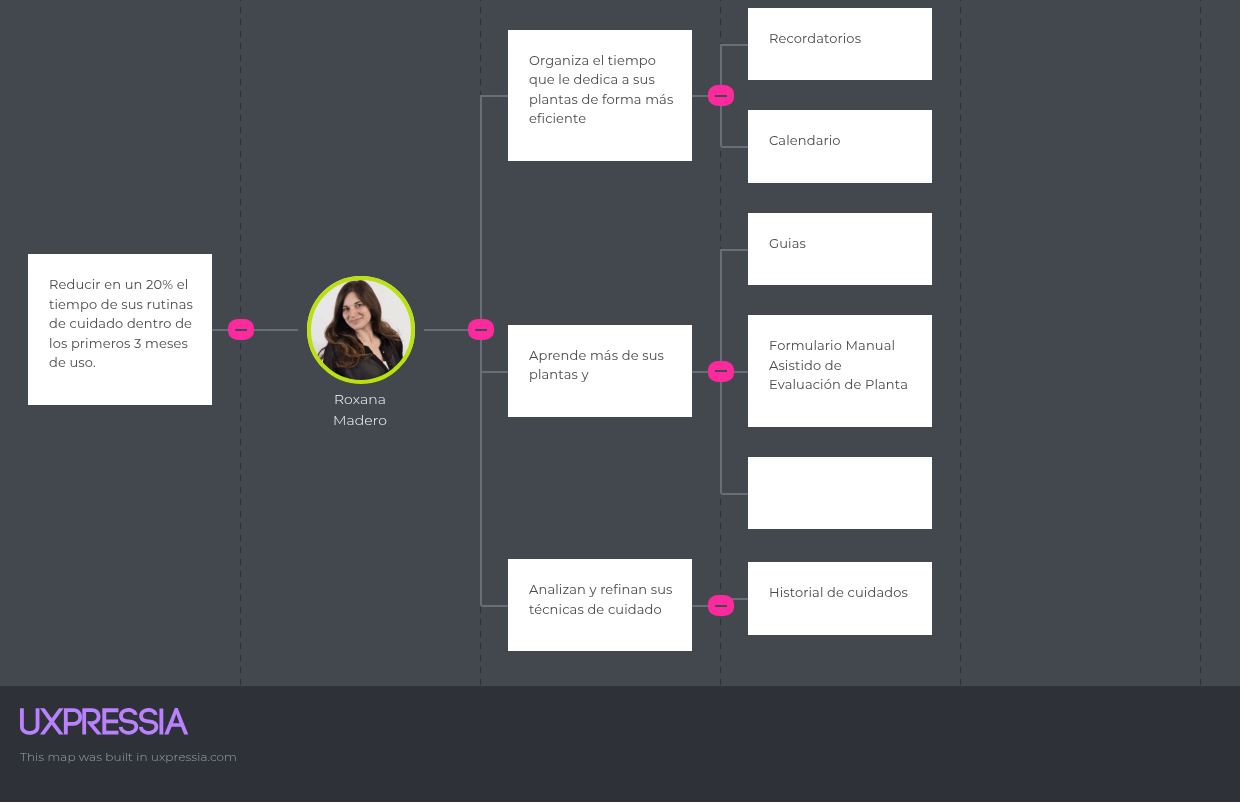 Reducir en un 20% el
tiempo de sus rutinas
de cuidado dentro de
los primeros 3 meses
de uso.
Roxana
Madero
Organiza el tiempo
que le dedica a sus
plantas de forma más
eficiente
Recordatorios
Calendario
Aprende más de sus
plantas y
Guias
Formulario Manual
Asistido de
Evaluación de Planta
Analizan y refinan sus
técnicas de cuidado
Historial de cuidados
UXPRESSIA
This map was built in uxpressia.com